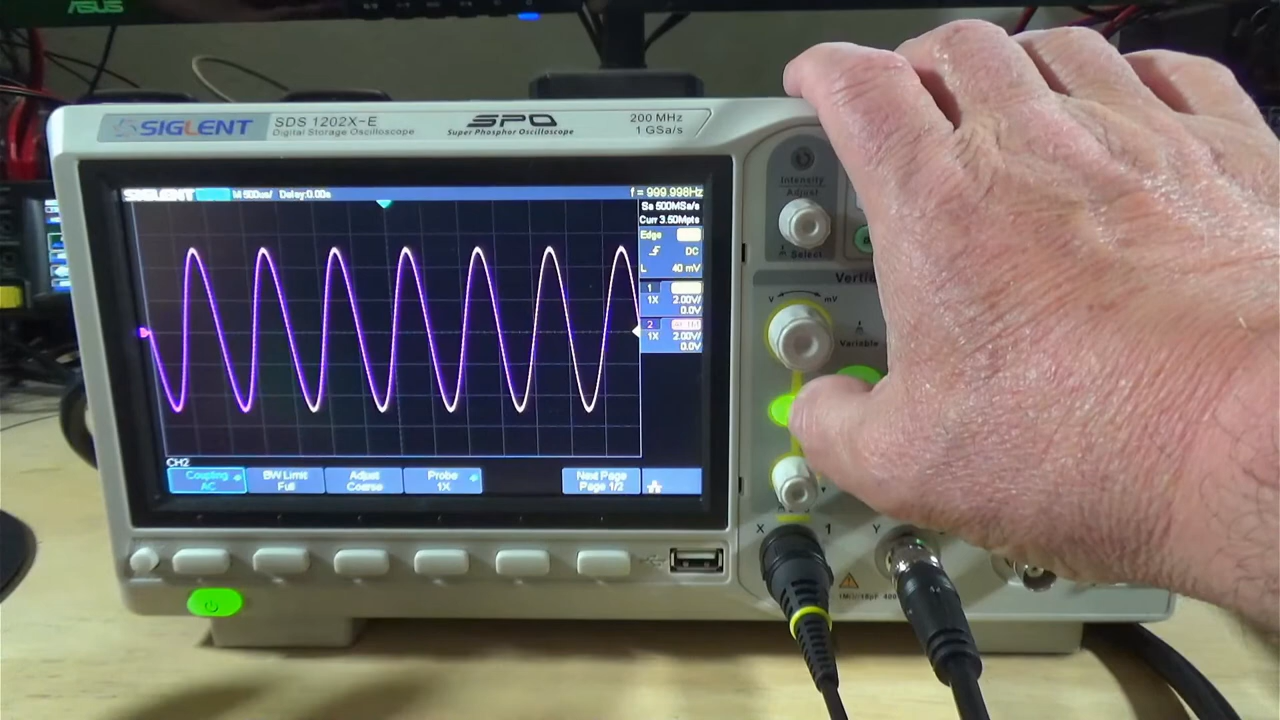 ASUS
SIGLENT
SDS 1202X-E
Digital Storage Oscilloscope
SPO
Super Phosphor Oscilloscope
200 MHz
1 GSa/s
SIGLENT
M 500us/ Delay:0.00s
f = 999.998Hz
Sa 500MSa/s
Curr 3.50Mpts
Edge
DC
L 40 mV
1
1X 2.00V/
0.0V
2
1X 2.00V/
0.0V
CH2
Coupling
AC
BW Limit
Full
Adjust
Coarse
Probe
1X
Next Page
Page 1/2
Intensity
Adjust
Select
V mV
Variable
X 1 Y